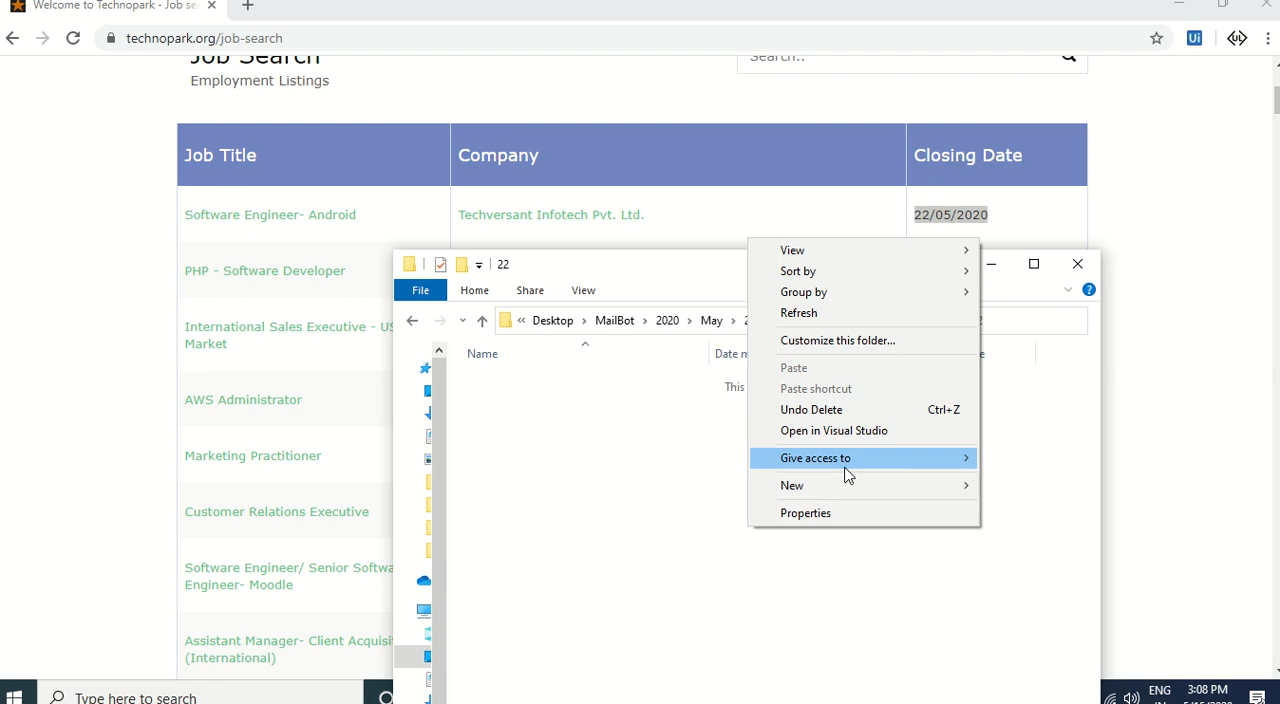 Welcome to Technopark - Job se
technopark.org/job-search
Ui
Job Search
Employment Listings
Search..
Job Title
Company
Closing Date
Software Engineer- Android
Techversant Infotech Pvt. Ltd.
22/05/2020
PHP - Software Developer
International Sales Executive - US
Market
AWS Administrator
Marketing Practitioner
Customer Relations Executive
Software Engineer/ Senior Softwa
Engineer- Moodle
Assistant Manager- Client Acquisit
(International)
22
File
Home
Share
View
« Desktop › MailBot › 2020 › May ›
Name
Date m
This
View
Sort by
Group by
Refresh
Customize this folder...
Paste
Paste shortcut
Undo Delete Ctrl+Z
Open in Visual Studio
Give access to
New
Properties
Type here to search
ENG
3:08 PM